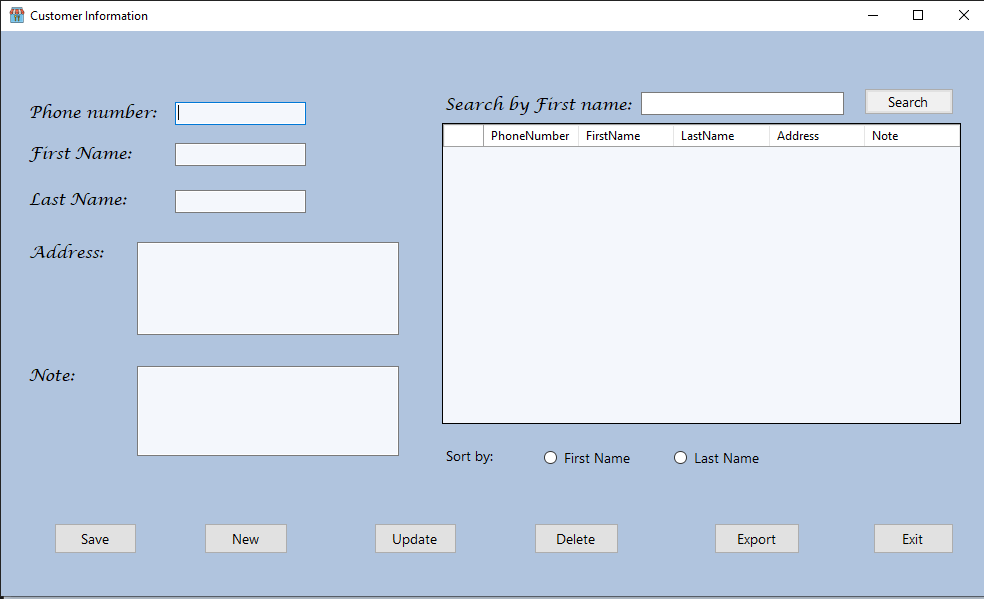 Customer Information
Phone number:
First Name:
Last Name:
Address:
Note:
Search by First name:
Search
PhoneNumber FirstName LastName Address Note
Sort by: First Name Last Name
Save New Update Delete Export Exit